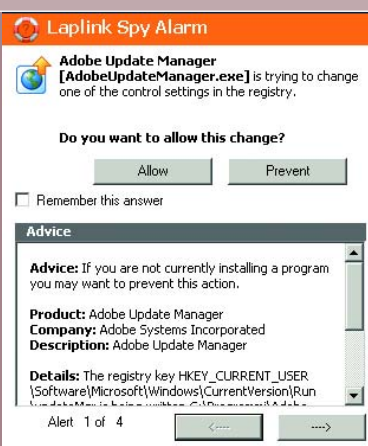 Laplink Spy Alarm
Adobe Update Manager
[AdobeUpdateManager.exe] is trying to change
one of the control settings in the registry.
Do you want to allow this change?
Allow
Prevent
Remember this answer
Advice
Advice: If you are not currently installing a program
you may want to prevent this action.
Product: Adobe Update Manager
Company: Adobe Systems Incorporated
Description: Adobe Update Manager
Details: The registry key HKEY_CURRENT_USER
\Software\Microsoft\Windows\CurrentVersion\Run
Alert 1 of 4
<----
---->